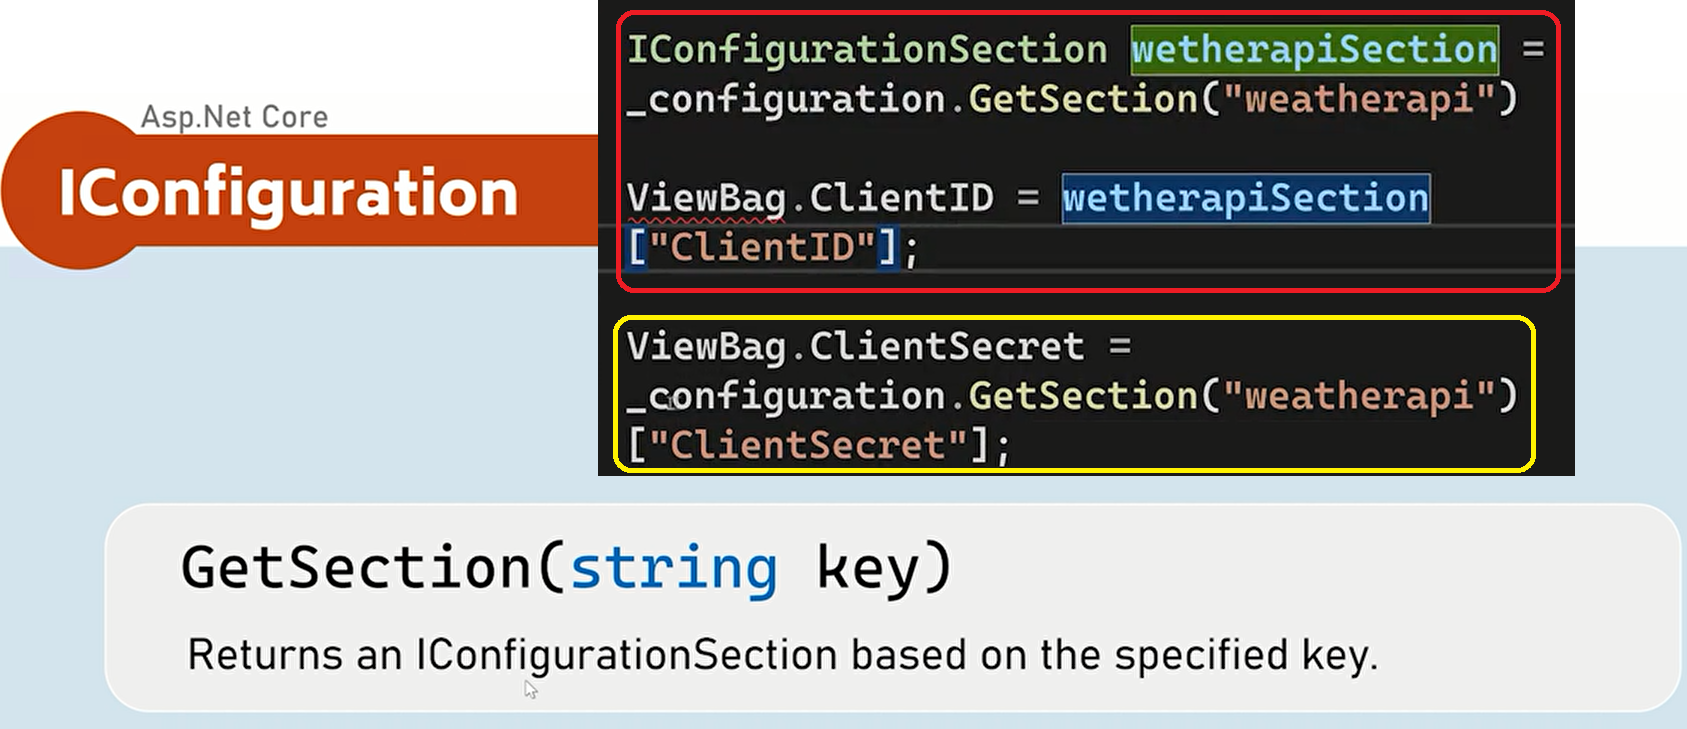 Asp.Net Core
IConfiguration
IConfigurationSection wetherapiSection =
_configuration.GetSection("weatherapi")
ViewBag.ClientID = wetherapiSection
["ClientID"];
ViewBag.ClientSecret =
_configuration.GetSection("weatherapi")
["ClientSecret"];
GetSection(string key)
Returns an IConfigurationSection based on the specified key.